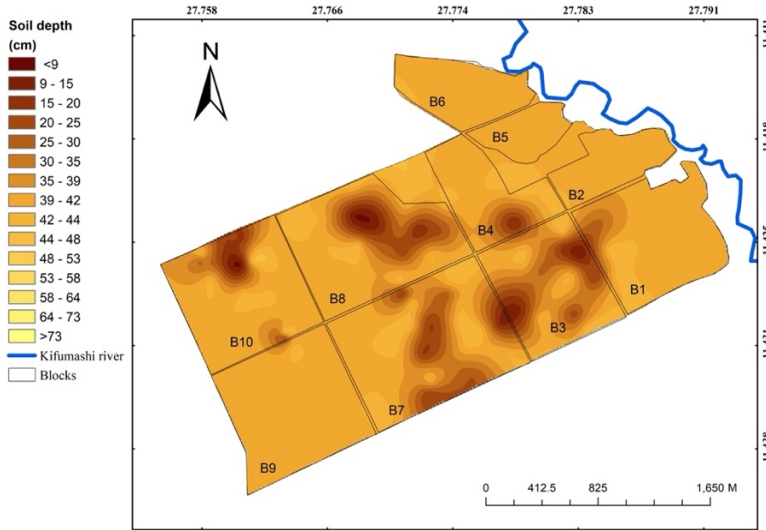 27.758 27.766 27.774 27.783 27.791
Soil depth
(cm)
<9
9 - 15
15 - 20
20 - 25
25 - 30
30 - 35
35 - 39
39 - 42
42 - 44
44 - 48
48 - 53
53 - 58
58 - 64
64 - 73
>73
Kifumashi river
Blocks
N
B6
B5
B2
B4
B1
B8
B3
B10
B7
B9
0 412.5 825 1,650 M